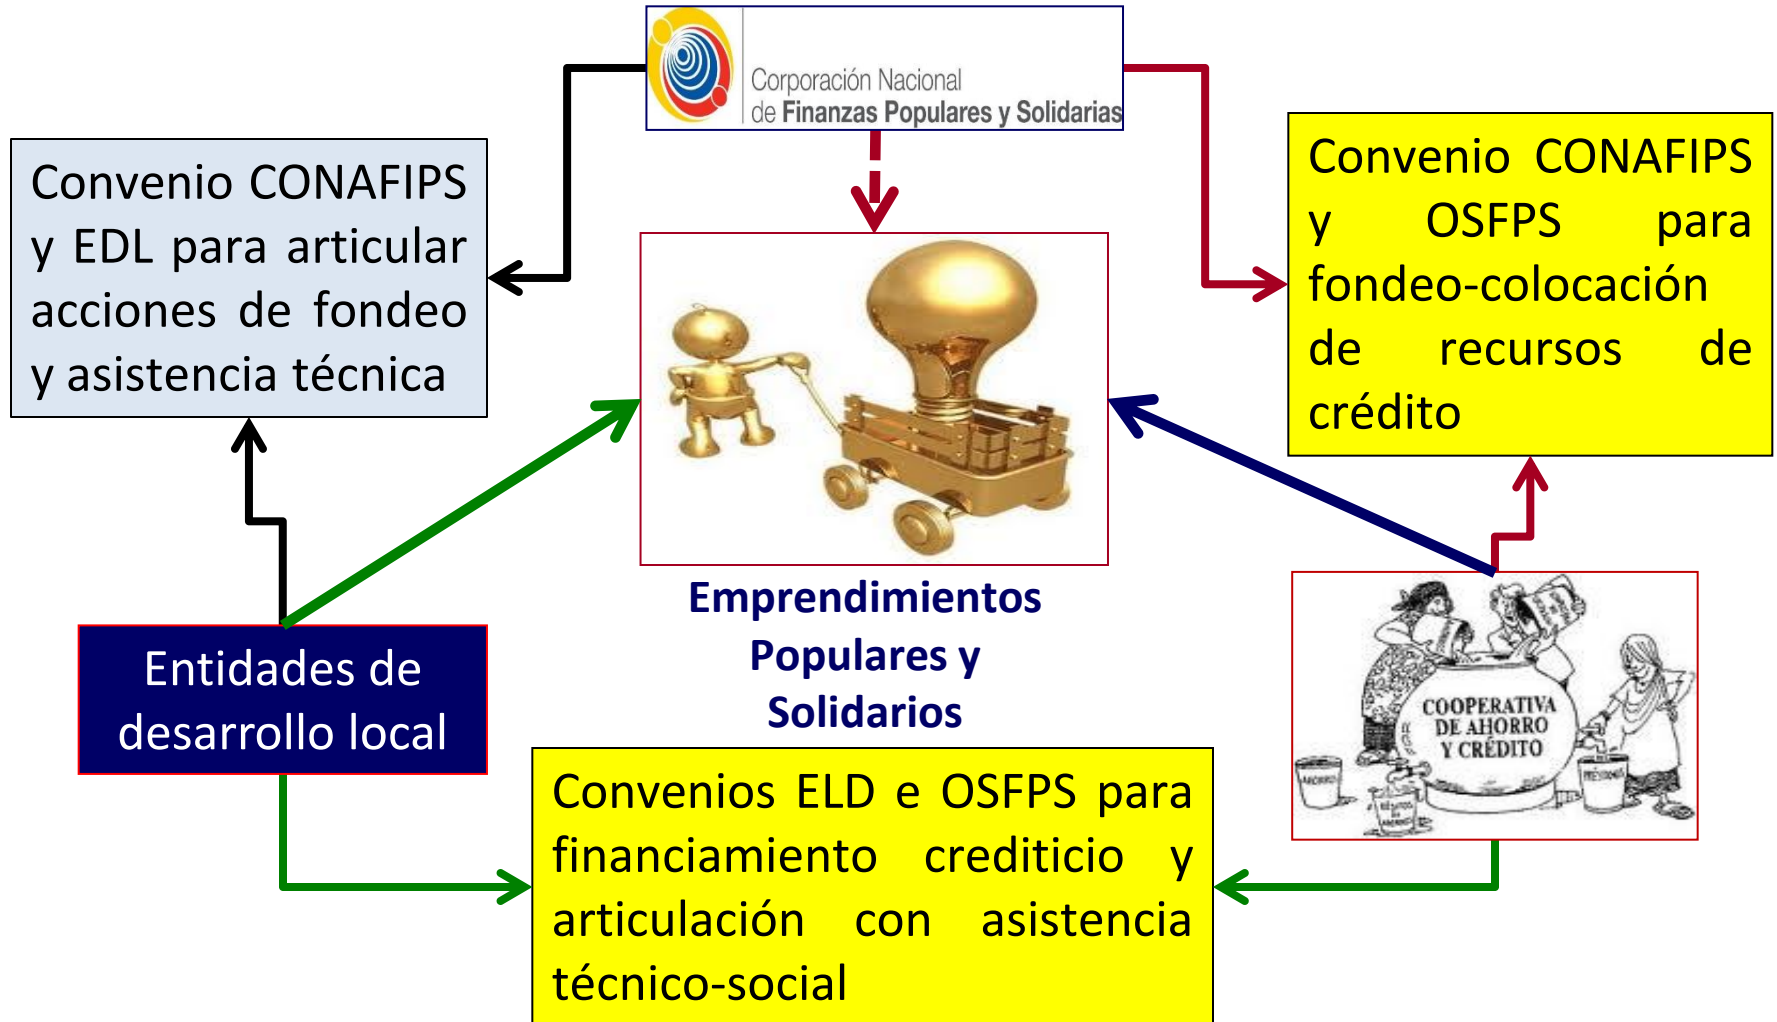 Corporación Nacional
de Finanzas Populares y Solidarias
Convenio CONAFIPS
y EDL para articular
acciones de fondeo
y asistencia técnica
Convenio CONAFIPS
y OSFPS para
fondeo-colocación
de recursos de
crédito
Emprendimientos
Populares y
Solidarios
Entidades de
desarrollo local
COOPERATIVA
DE AHORRO
Y CRÉDITO
AHORROS
Convenios ELD e OSFPS para
financiamiento crediticio y
articulación con asistencia
técnico-social